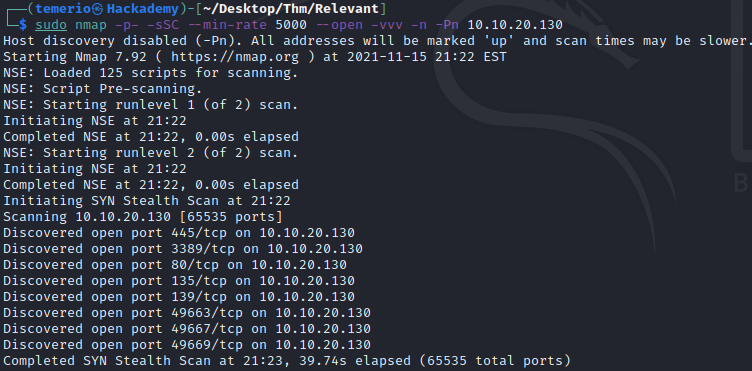 ┌──(temerio㉿Hackademy)-[~/Desktop/Thm/Relevant]
└─$ sudo nmap -p- -sSC --min-rate 5000 --open -vvv -n -Pn 10.10.20.130
Host discovery disabled (-Pn). All addresses will be marked 'up' and scan times may be slower.
Starting Nmap 7.92 ( https://nmap.org ) at 2021-11-15 21:22 EST
NSE: Loaded 125 scripts for scanning.
NSE: Script Pre-scanning.
NSE: Starting runlevel 1 (of 2) scan.
Initiating NSE at 21:22
Completed NSE at 21:22, 0.00s elapsed
NSE: Starting runlevel 2 (of 2) scan.
Initiating NSE at 21:22
Completed NSE at 21:22, 0.00s elapsed
Initiating SYN Stealth Scan at 21:22
Scanning 10.10.20.130 [65535 ports]
Discovered open port 445/tcp on 10.10.20.130
Discovered open port 3389/tcp on 10.10.20.130
Discovered open port 80/tcp on 10.10.20.130
Discovered open port 135/tcp on 10.10.20.130
Discovered open port 139/tcp on 10.10.20.130
Discovered open port 49663/tcp on 10.10.20.130
Discovered open port 49667/tcp on 10.10.20.130
Discovered open port 49669/tcp on 10.10.20.130
Completed SYN Stealth Scan at 21:23, 39.74s elapsed (65535 total ports)